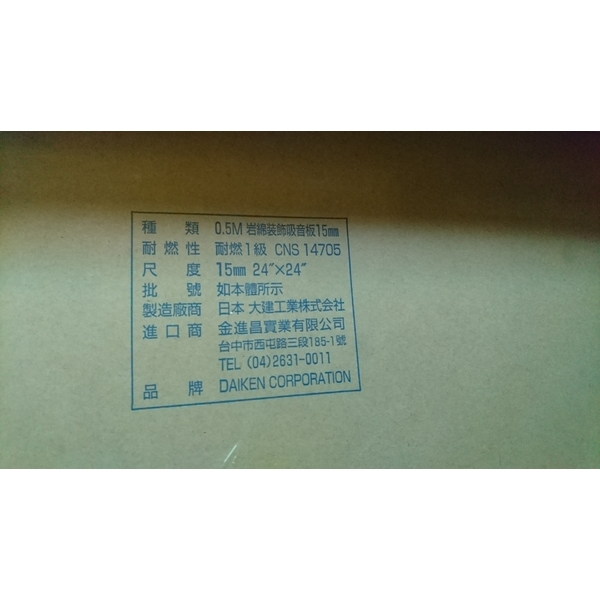 種類 0.5M 岩綿裝飾吸音板15mm
耐燃性 耐燃1級 CNS 14705
尺度 15mm 24"×24"
批號 如本體所示
製造廠商 日本 大建工業株式会社
進口商 金進昌實業有限公司
台中市西屯路三段185-1號
TEL (04)2631-0011
品牌 DAIKEN CORPORATION